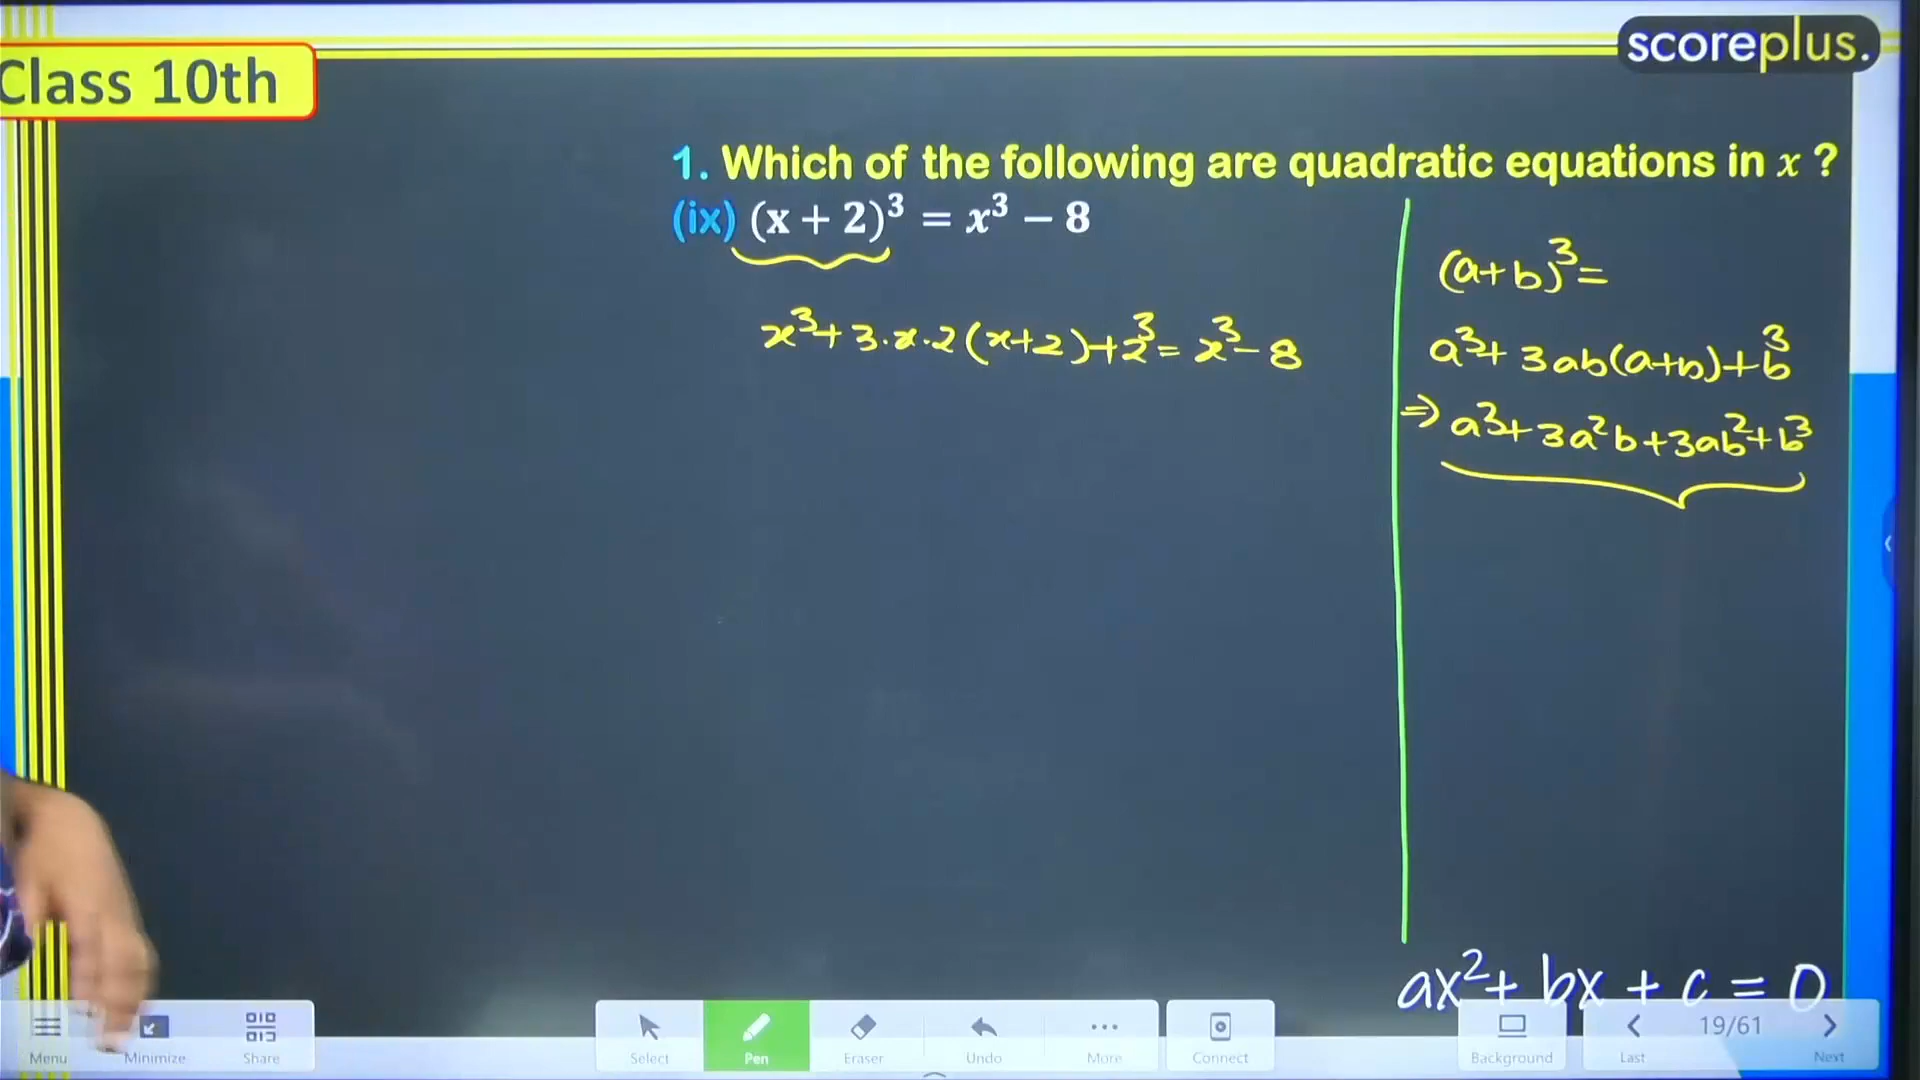 scoreplus.
Class 10th
1. Which of the following are quadratic equations in x ?
(ix) (x + 2)³ = x³ − 8
x³+3·x·2(x+2)+2³= x³-8
(a+b)³=
a³+3ab(a+b)+b³
⇒ a³+3a²b+3ab²+b³
ax²+ bx + c = 0
Menu
Minimize
Share
Select
Pen
Eraser
Undo
More
Connect
Background
Last
19/61
Next